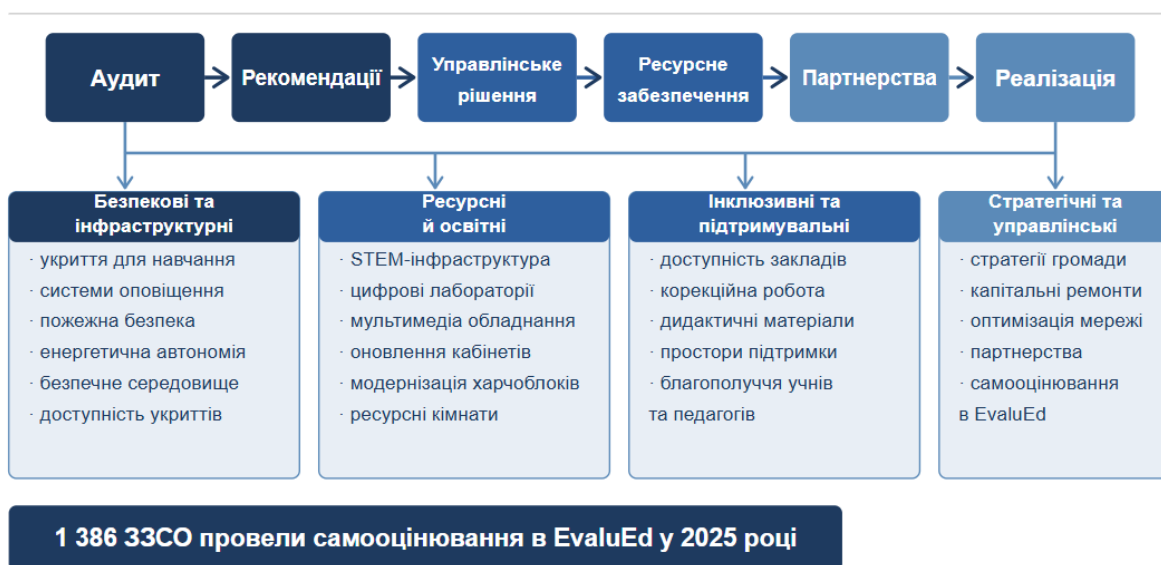 Аудит
Рекомендації
Управлінське
рішення
Ресурсне
забезпечення
Партнерства
Реалізація
Безпекові та
інфраструктурні
· укриття для навчання
· системи оповіщення
· пожежна безпека
· енергетична автономія
· безпечне середовище
· доступність укриттів
Ресурсні
й освітні
· STEM-інфраструктура
· цифрові лабораторії
· мультимедіа обладнання
· оновлення кабінетів
· модернізація харчоблоків
· ресурсні кімнати
Інклюзивні та
підтримувальні
· доступність закладів
· корекційна робота
· дидактичні матеріали
· простори підтримки
· благополуччя учнів
та педагогів
Стратегічні та
управлінські
· стратегії громади
· капітальні ремонти
· оптимізація мережі
· партнерства
· самооцінювання
в EvaluEd
1 386 ЗЗСО провели самооцінювання в EvaluEd у 2025 році